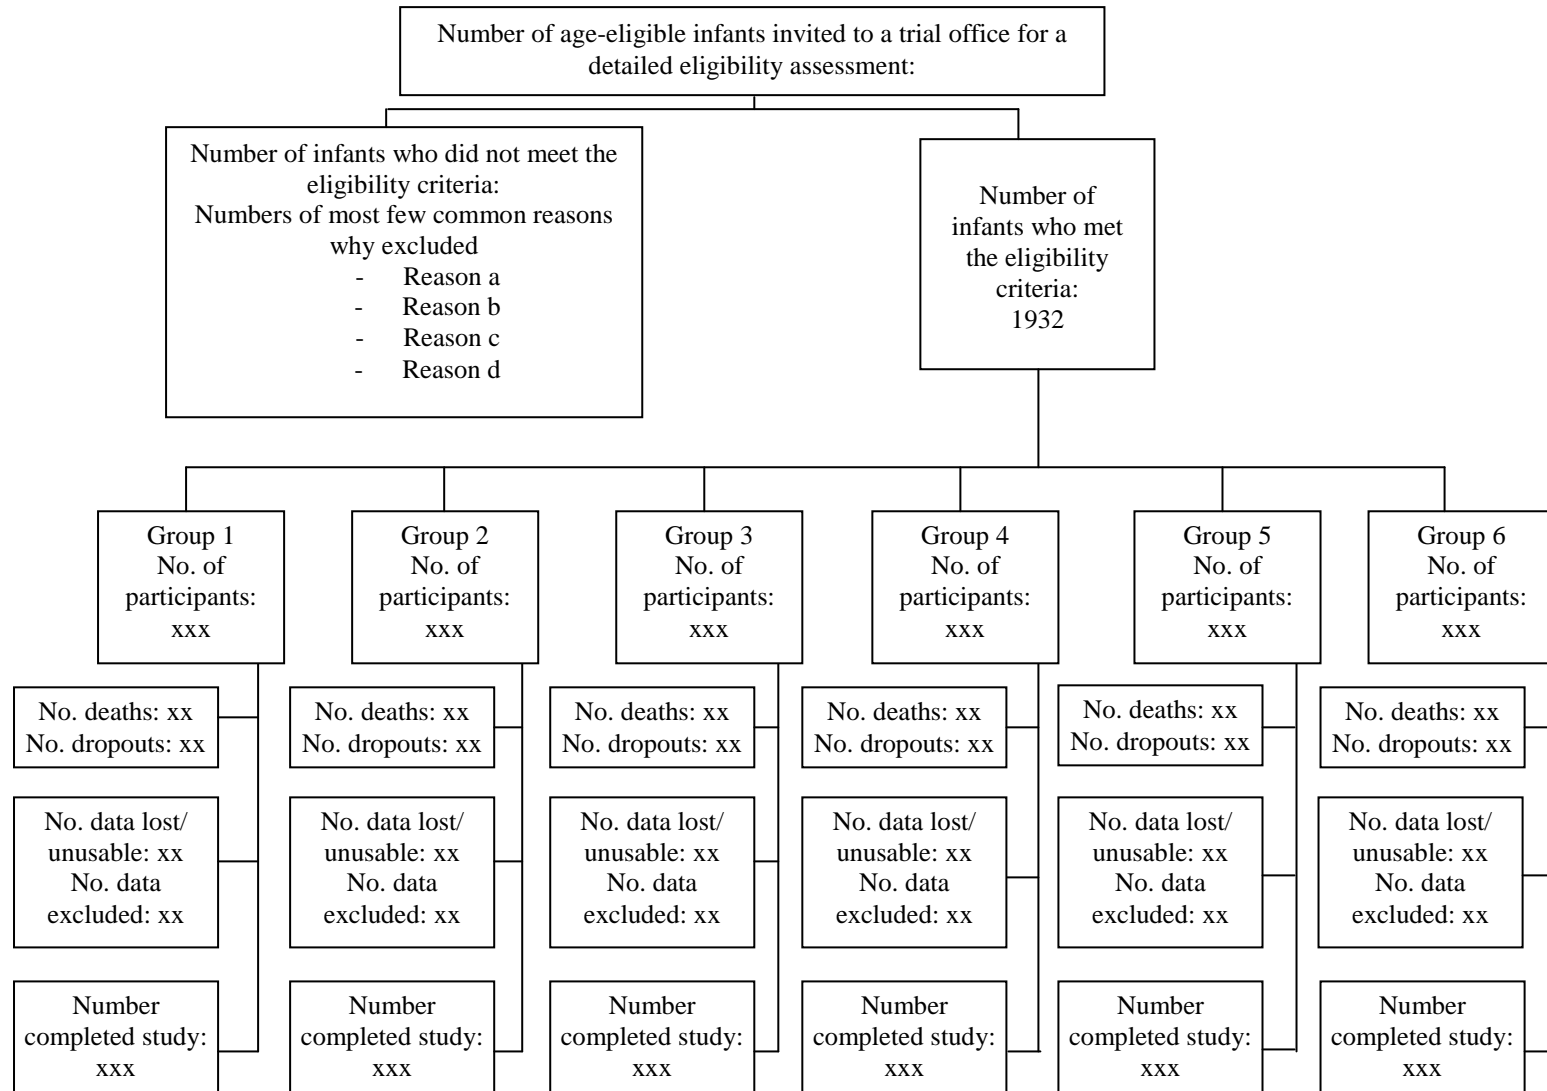 Number of age-eligible infants invited to a trial office for a
detailed eligibility assessment:
Number of infants who did not meet the
eligibility criteria:
Numbers of most few common reasons
why excluded
- Reason a
- Reason b
- Reason c
- Reason d
Number of
infants who met
the eligibility
criteria:
1932
Group 1
No. of
participants:
xxx
Group 2
No. of
participants:
xxx
Group 3
No. of
participants:
xxx
Group 4
No. of
participants:
xxx
Group 5
No. of
participants:
xxx
Group 6
No. of
participants:
xxx
No. deaths: xx
No. dropouts: xx
No. deaths: xx
No. dropouts: xx
No. deaths: xx
No. dropouts: xx
No. deaths: xx
No. dropouts: xx
No. deaths: xx
No. dropouts: xx
No. deaths: xx
No. dropouts: xx
No. data lost/
unusable: xx
No. data
excluded: xx
No. data lost/
unusable: xx
No. data
excluded: xx
No. data lost/
unusable: xx
No. data
excluded: xx
No. data lost/
unusable: xx
No. data
excluded: xx
No. data lost/
unusable: xx
No. data
excluded: xx
No. data lost/
unusable: xx
No. data
excluded: xx
Number
completed study:
xxx
Number
completed study:
xxx
Number
completed study:
xxx
Number
completed study:
xxx
Number
completed study:
xxx
Number
completed study:
xxx